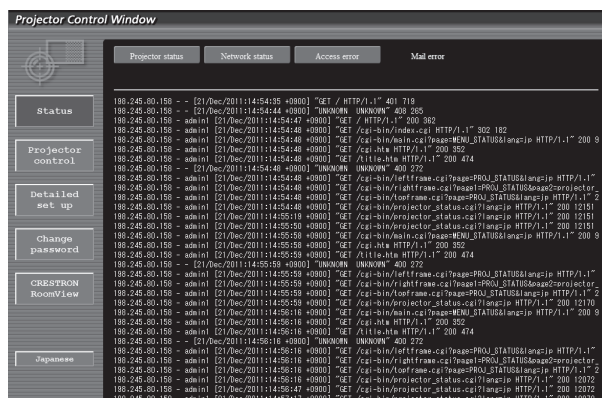 Projector Control Window
Projector status
Network status
Access error
Mail error
Status
Projector
control
Detailed
set up
Change
password
CRESTRON
RoomView
Japanese
198.245.80.158 - - [21/Dec/2011:14:54:35 +0900] "GET / HTTP/1.1" 401 719
198.245.80.158 - - [21/Dec/2011:14:54:44 +0900] "UNKNOWN  UNKNOWN" 408 265
198.245.80.158 - admin1 [21/Dec/2011:14:54:47 +0900] "GET / HTTP/1.1" 200 362
198.245.80.158 - admin1 [21/Dec/2011:14:54:48 +0900] "GET /cgi-bin/index.cgi HTTP/1.1" 302 182
198.245.80.158 - admin1 [21/Dec/2011:14:54:48 +0900] "GET /cgi-bin/main.cgi?page=MENU_STATUS&lang=jp HTTP/1.1" 200 9
198.245.80.158 - admin1 [21/Dec/2011:14:54:48 +0900] "GET /cgi.htm HTTP/1.1" 200 352
198.245.80.158 - admin1 [21/Dec/2011:14:54:48 +0900] "GET /title.htm HTTP/1.1" 200 474
198.245.80.158 - - [21/Dec/2011:14:54:48 +0900] "UNKNOWN  UNKNOWN" 400 272
198.245.80.158 - admin1 [21/Dec/2011:14:54:48 +0900] "GET /cgi-bin/leftframe.cgi?page=PROJ_STATUS&lang=jp HTTP/1.1"
198.245.80.158 - admin1 [21/Dec/2011:14:54:48 +0900] "GET /cgi-bin/rightframe.cgi?page=PROJ_STATUS&page2=projector_
198.245.80.158 - admin1 [21/Dec/2011:14:54:48 +0900] "GET /cgi-bin/topframe.cgi?page=PROJ_STATUS&lang=jp HTTP/1.1" 2
198.245.80.158 - admin1 [21/Dec/2011:14:54:48 +0900] "GET /cgi-bin/projector_status.cgi?lang=jp HTTP/1.1" 200 12151
198.245.80.158 - admin1 [21/Dec/2011:14:55:19 +0900] "GET /cgi-bin/projector_status.cgi?lang=jp HTTP/1.1" 200 12151
198.245.80.158 - admin1 [21/Dec/2011:14:55:50 +0900] "GET /cgi-bin/projector_status.cgi?lang=jp HTTP/1.1" 200 12151
198.245.80.158 - admin1 [21/Dec/2011:14:55:58 +0900] "GET /cgi-bin/main.cgi?page=MENU_STATUS&lang=jp HTTP/1.1" 200 9
198.245.80.158 - admin1 [21/Dec/2011:14:55:58 +0900] "GET /cgi.htm HTTP/1.1" 200 352
198.245.80.158 - admin1 [21/Dec/2011:14:55:59 +0900] "GET /title.htm HTTP/1.1" 200 474
198.245.80.158 - - [21/Dec/2011:14:55:59 +0900] "UNKNOWN  UNKNOWN" 400 272
198.245.80.158 - admin1 [21/Dec/2011:14:55:59 +0900] "GET /cgi-bin/leftframe.cgi?page=PROJ_STATUS&lang=jp HTTP/1.1"
198.245.80.158 - admin1 [21/Dec/2011:14:55:59 +0900] "GET /cgi-bin/rightframe.cgi?page=PROJ_STATUS&page2=projector_
198.245.80.158 - admin1 [21/Dec/2011:14:55:59 +0900] "GET /cgi-bin/topframe.cgi?page=PROJ_STATUS&lang=jp HTTP/1.1" 2
198.245.80.158 - admin1 [21/Dec/2011:14:55:59 +0900] "GET /cgi-bin/projector_status.cgi?lang=jp HTTP/1.1" 200 12170
198.245.80.158 - admin1 [21/Dec/2011:14:56:16 +0900] "GET /cgi-bin/main.cgi?page=MENU_STATUS&lang=jp HTTP/1.1" 200 9
198.245.80.158 - admin1 [21/Dec/2011:14:56:16 +0900] "GET /cgi.htm HTTP/1.1" 200 352
198.245.80.158 - admin1 [21/Dec/2011:14:56:16 +0900] "GET /title.htm HTTP/1.1" 200 474
198.245.80.158 - - [21/Dec/2011:14:56:16 +0900] "UNKNOWN  UNKNOWN" 400 272
198.245.80.158 - admin1 [21/Dec/2011:14:56:16 +0900] "GET /cgi-bin/leftframe.cgi?page=PROJ_STATUS&lang=jp HTTP/1.1"
198.245.80.158 - admin1 [21/Dec/2011:14:56:16 +0900] "GET /cgi-bin/rightframe.cgi?page=PROJ_STATUS&page2=projector_
198.245.80.158 - admin1 [21/Dec/2011:14:56:16 +0900] "GET /cgi-bin/topframe.cgi?page=PROJ_STATUS&lang=jp HTTP/1.1" 2
198.245.80.158 - admin1 [21/Dec/2011:14:56:16 +0900] "GET /cgi-bin/projector_status.cgi?lang=jp HTTP/1.1" 200 12072
198.245.80.158 - admin1 [21/Dec/2011:14:56:47 +0900] "GET /cgi-bin/projector_status.cgi?lang=jp HTTP/1.1" 200 12072